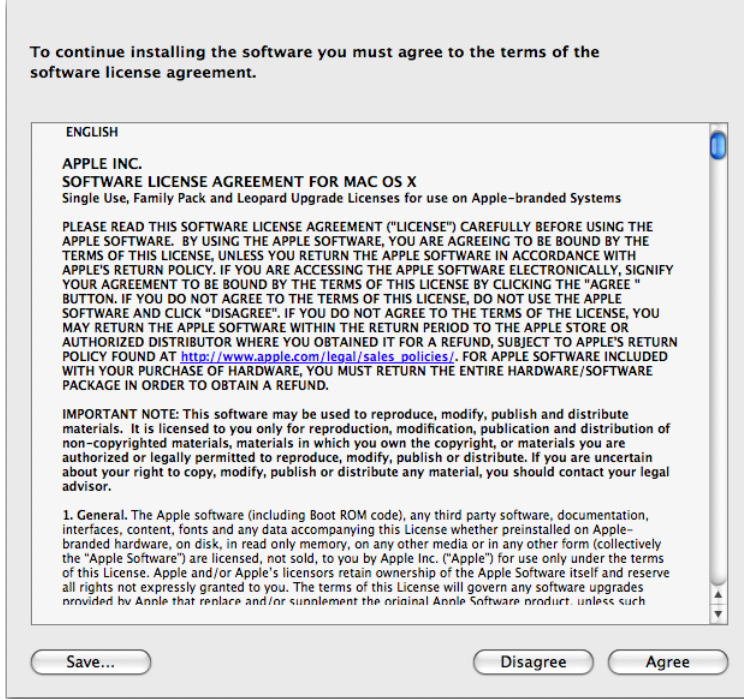 To continue installing the software you must agree to the terms of the
software license agreement.
ENGLISH
APPLE INC.
SOFTWARE LICENSE AGREEMENT FOR MAC OS X
Single Use, Family Pack and Leopard Upgrade Licenses for use on Apple-branded Systems
PLEASE READ THIS SOFTWARE LICENSE AGREEMENT ("LICENSE") CAREFULLY BEFORE USING THE
APPLE SOFTWARE.  BY USING THE APPLE SOFTWARE, YOU ARE AGREEING TO BE BOUND BY THE
TERMS OF THIS LICENSE, UNLESS YOU RETURN THE APPLE SOFTWARE IN ACCORDANCE WITH
APPLE'S RETURN POLICY. IF YOU ARE ACCESSING THE APPLE SOFTWARE ELECTRONICALLY, SIGNIFY
YOUR AGREEMENT TO BE BOUND BY THE TERMS OF THIS LICENSE BY CLICKING THE "AGREE "
BUTTON. IF YOU DO NOT AGREE TO THE TERMS OF THIS LICENSE, DO NOT USE THE APPLE
SOFTWARE AND CLICK "DISAGREE". IF YOU DO NOT AGREE TO THE TERMS OF THE LICENSE, YOU
MAY RETURN THE APPLE SOFTWARE WITHIN THE RETURN PERIOD TO THE APPLE STORE OR
AUTHORIZED DISTRIBUTOR WHERE YOU OBTAINED IT FOR A REFUND, SUBJECT TO APPLE'S RETURN
POLICY FOUND AT http://www.apple.com/legal/sales_policies/. FOR APPLE SOFTWARE INCLUDED
WITH YOUR PURCHASE OF HARDWARE, YOU MUST RETURN THE ENTIRE HARDWARE/SOFTWARE
PACKAGE IN ORDER TO OBTAIN A REFUND.
IMPORTANT NOTE: This software may be used to reproduce, modify, publish and distribute
materials.  It is licensed to you only for reproduction, modification, publication and distribution of
non-copyrighted materials, materials in which you own the copyright, or materials you are
authorized or legally permitted to reproduce, modify, publish or distribute. If you are uncertain
about your right to copy, modify, publish or distribute any material, you should contact your legal
advisor.
1. General. The Apple software (including Boot ROM code), any third party software, documentation,
interfaces, content, fonts and any data accompanying this License whether preinstalled on Apple-
branded hardware, on disk, in read only memory, on any other media or in any other form (collectively
the "Apple Software") are licensed, not sold, to you by Apple Inc. ("Apple") for use only under the terms
of this License. Apple and/or Apple's licensors retain ownership of the Apple Software itself and reserve
all rights not expressly granted to you. The terms of this License will govern any software upgrades
provided by Apple that replace and/or supplement the original Apple Software product, unless such
Save...
Disagree
Agree